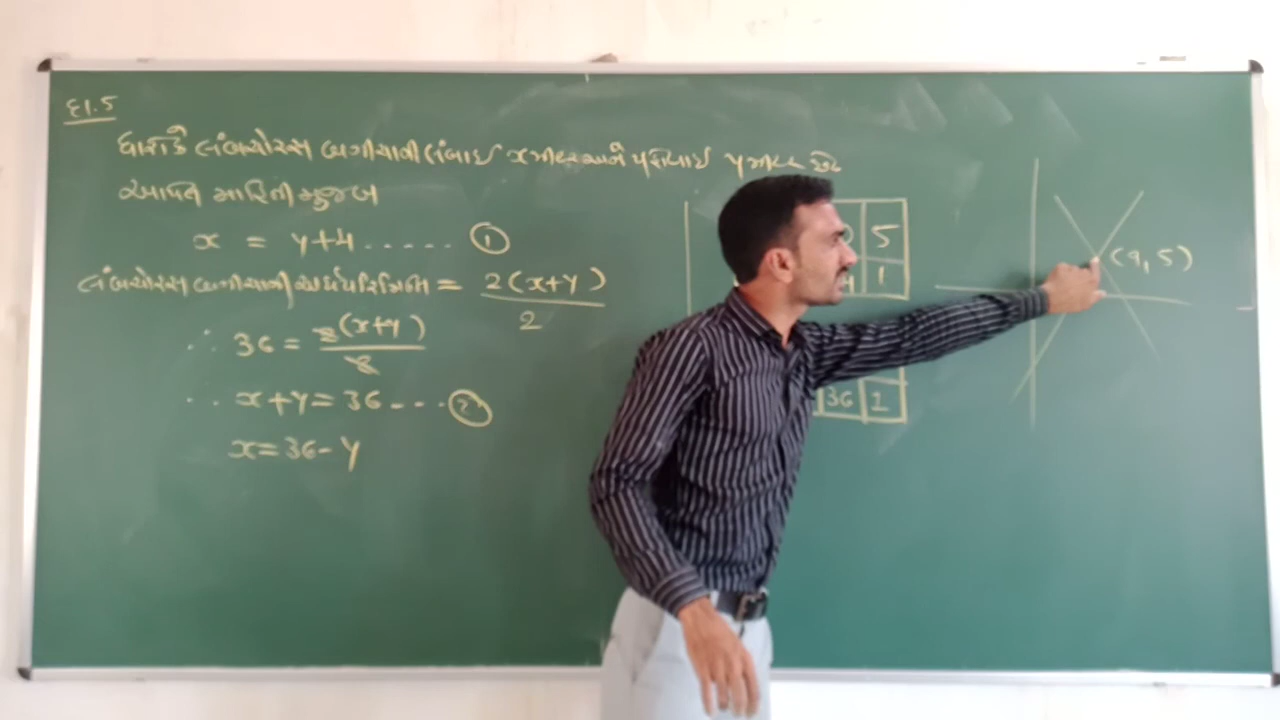 દા.5
ધારોકે લંબચોરસ બગીચાની લંબાઈ x મીટર અને પહોળાઈ y મીટર છે
આપેલ માહિતી મુજબ
x = y+4 ..... ①
લંબચોરસ બગીચાની અર્ધપરિમિતિ = 2(x+y) / 2
∴ 36 = 2(x+y) / 2
∴ x+y=36 ... ②
x=36-y
5
1
36 1
(9,5)